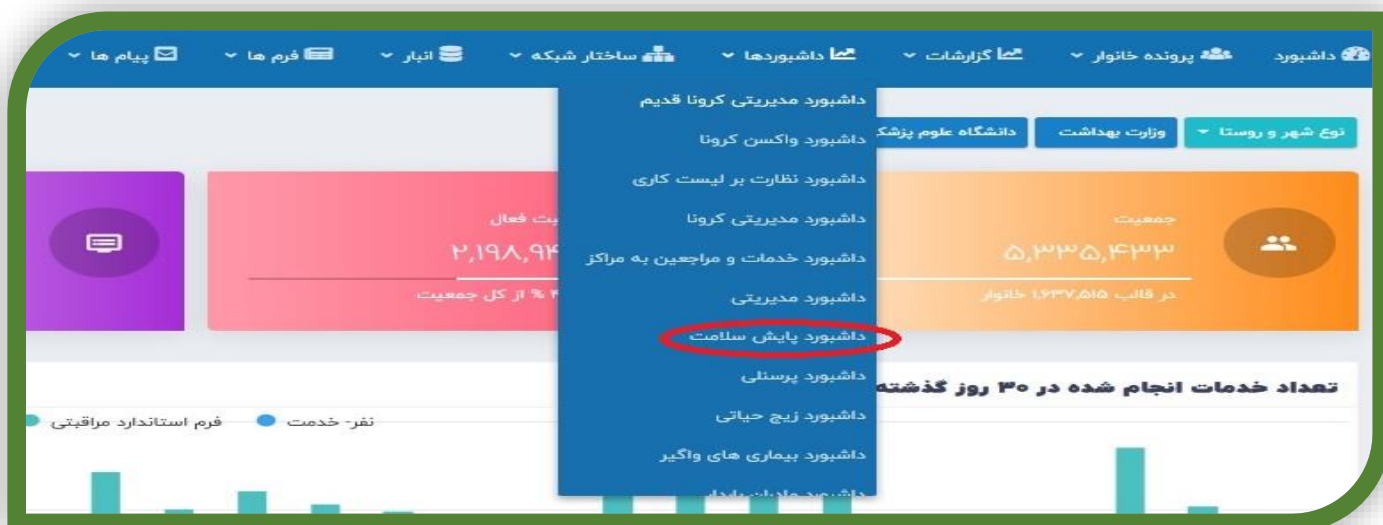 داشبورد پرونده خانوار گزارشات داشبوردها ساختار شبکه انبار فرم ها پیام ها
داشبورد مدیریتی کرونا قدیم
داشبورد واکسن کرونا
داشبورد نظارت بر لیست کاری
داشبورد مدیریتی کرونا
داشبورد خدمات و مراجعین به مراکز
داشبورد مدیریتی
داشبورد پایش سلامت
داشبورد پرسنلی
داشبورد زیج حیاتی
داشبورد بیماری های واگیر
نوع شهر و روستا وزارت بهداشت دانشگاه علوم
جمعیت
۵,۳۳۵,۴۳۳
در قالب ۱,۶۳۷,۵۱۵ خانوار
فعال
% از کل جمعیت
تعداد خدمات انجام شده در ۳۰ روز گذشته
نفر- خدمت فرم استاندارد مراقبتی